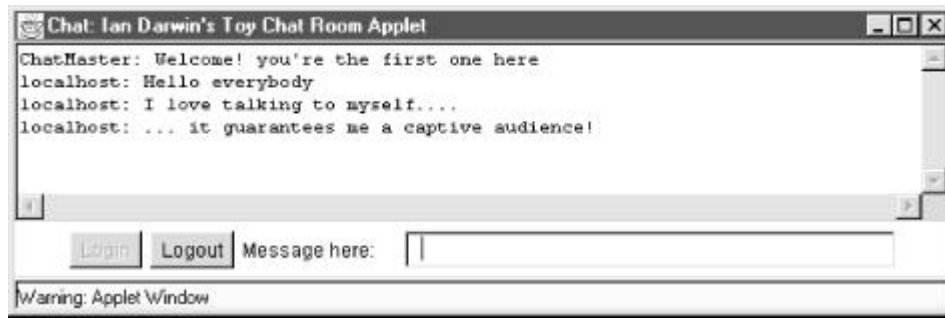 Chat: Ian Darwin's Toy Chat Room Applet
ChatMaster: Welcome! you're the first one here
localhost: Hello everybody
localhost: I love talking to myself....
localhost: ... it guarantees me a captive audience!
Login Logout Message here:
Warning: Applet Window